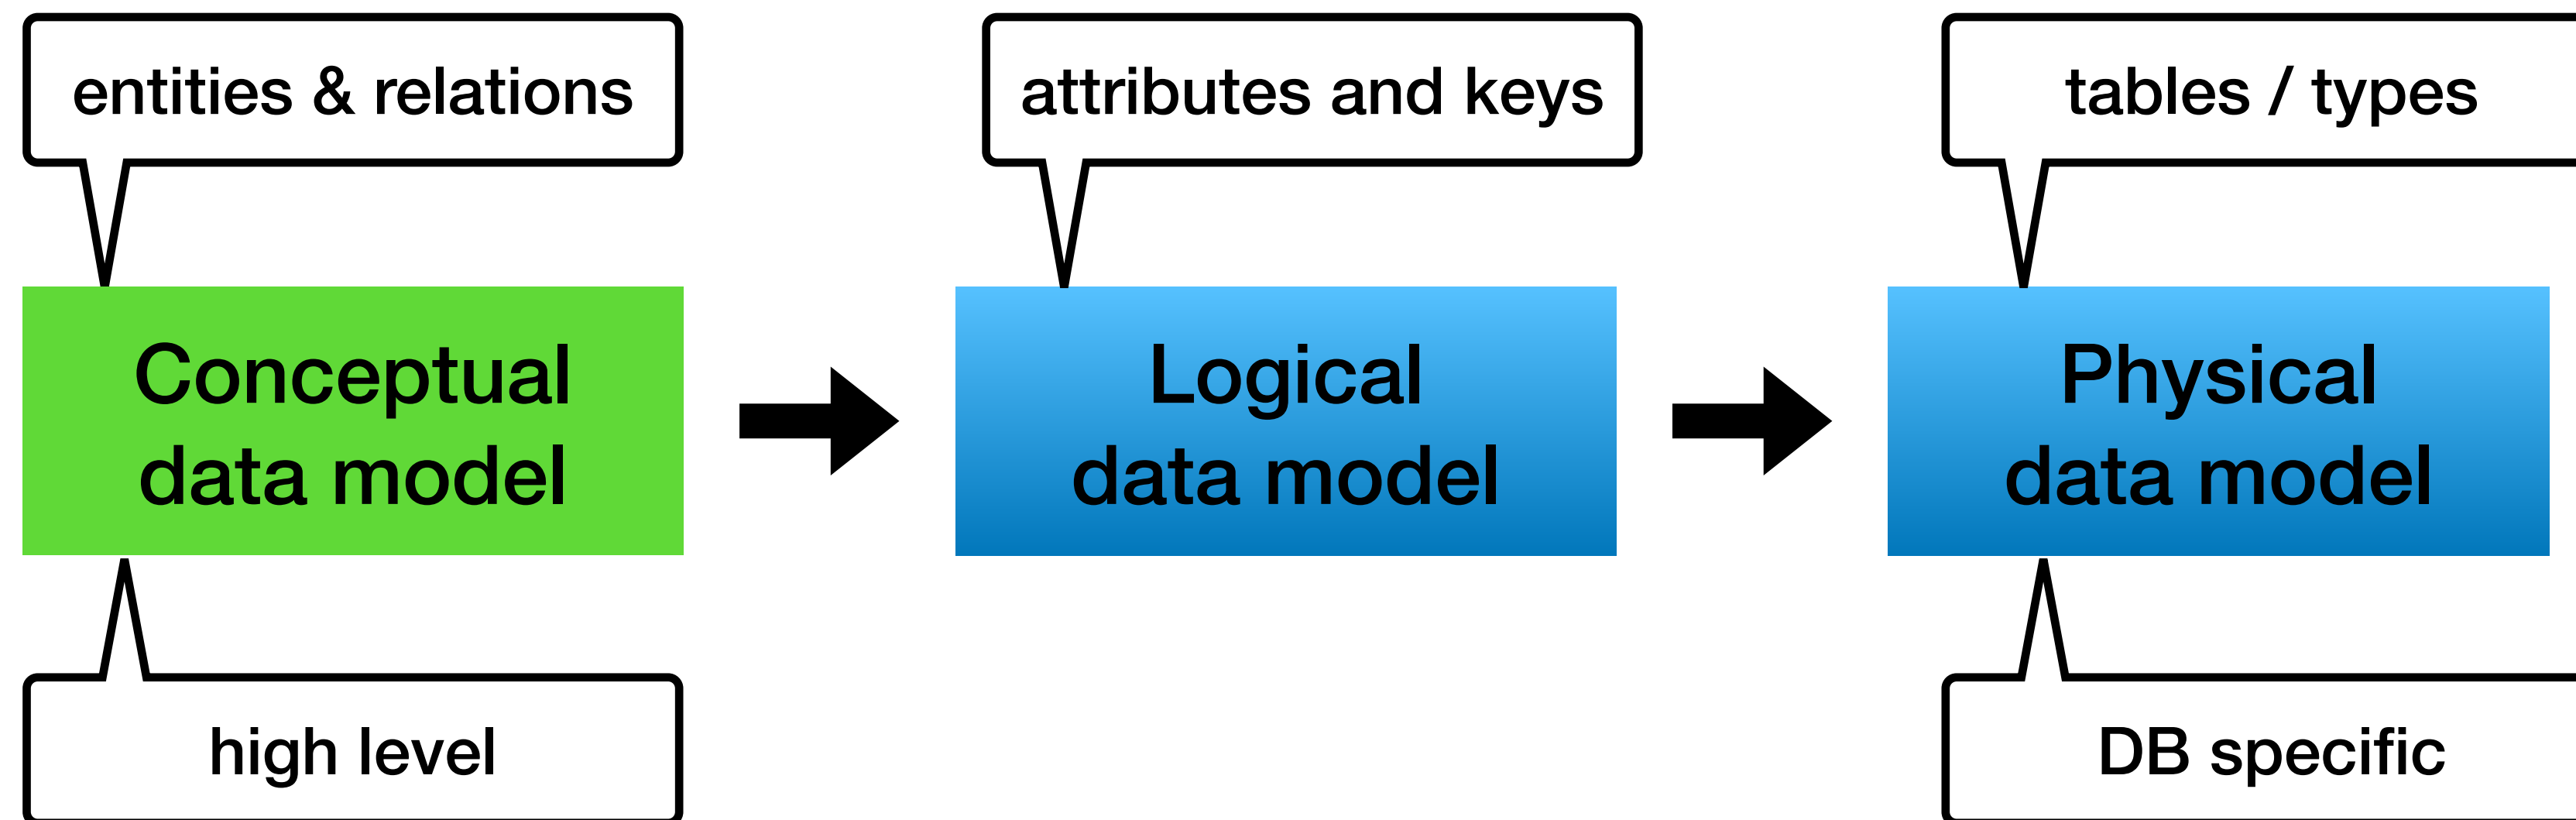 entities & relations
attributes and keys
tables / types
Conceptual
data model
Logical
data model
Physical
data model
high level
DB specific